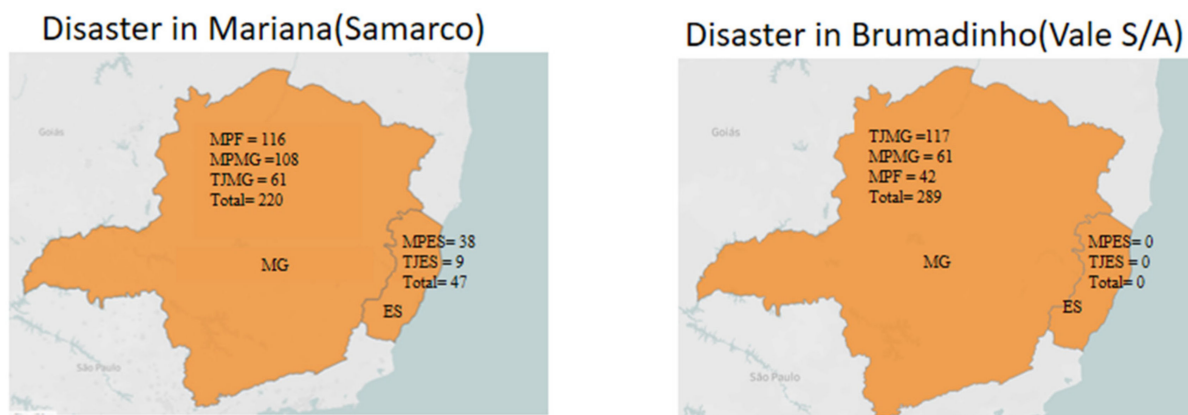 Disaster in Mariana(Samarco)
Goiás
MPF = 116
MPMG =108
TJMG = 61
Total= 220
MPES= 38
TJES = 9
Total= 47
MG
ES
São Paulo
Disaster in Brumadinho(Vale S/A)
Goiás
TJMG =117
MPMG = 61
MPF = 42
Total= 289
MPES= 0
TJES = 0
Total= 0
MG
ES
São Paulo